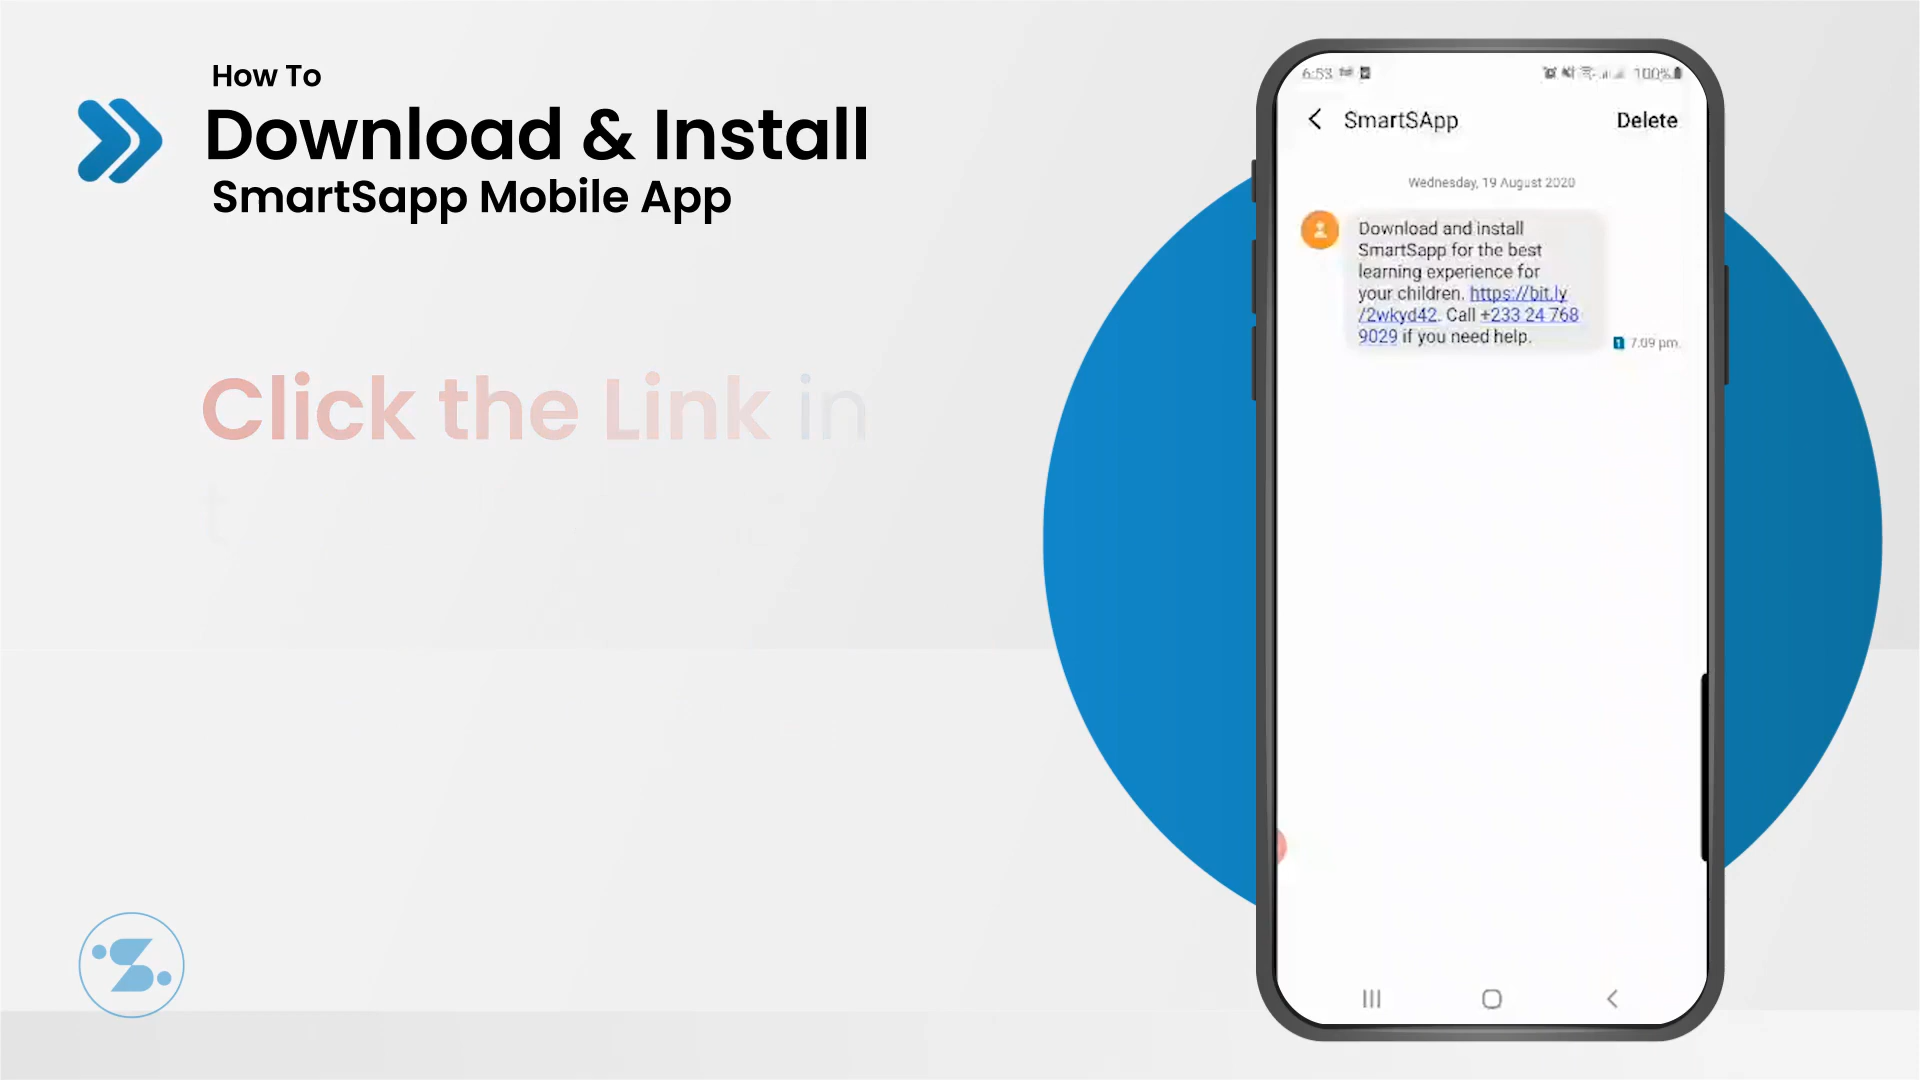 How To
Download & Install
SmartSapp Mobile App
Click the Link in
6:53
100%
SmartSApp
Delete
Wednesday, 19 August 2020
Download and install
SmartSapp for the best
learning experience for
your children. https://bit.ly
/2wkyd42. Call +233 24 768
9029 if you need help.
1 7:09 pm.